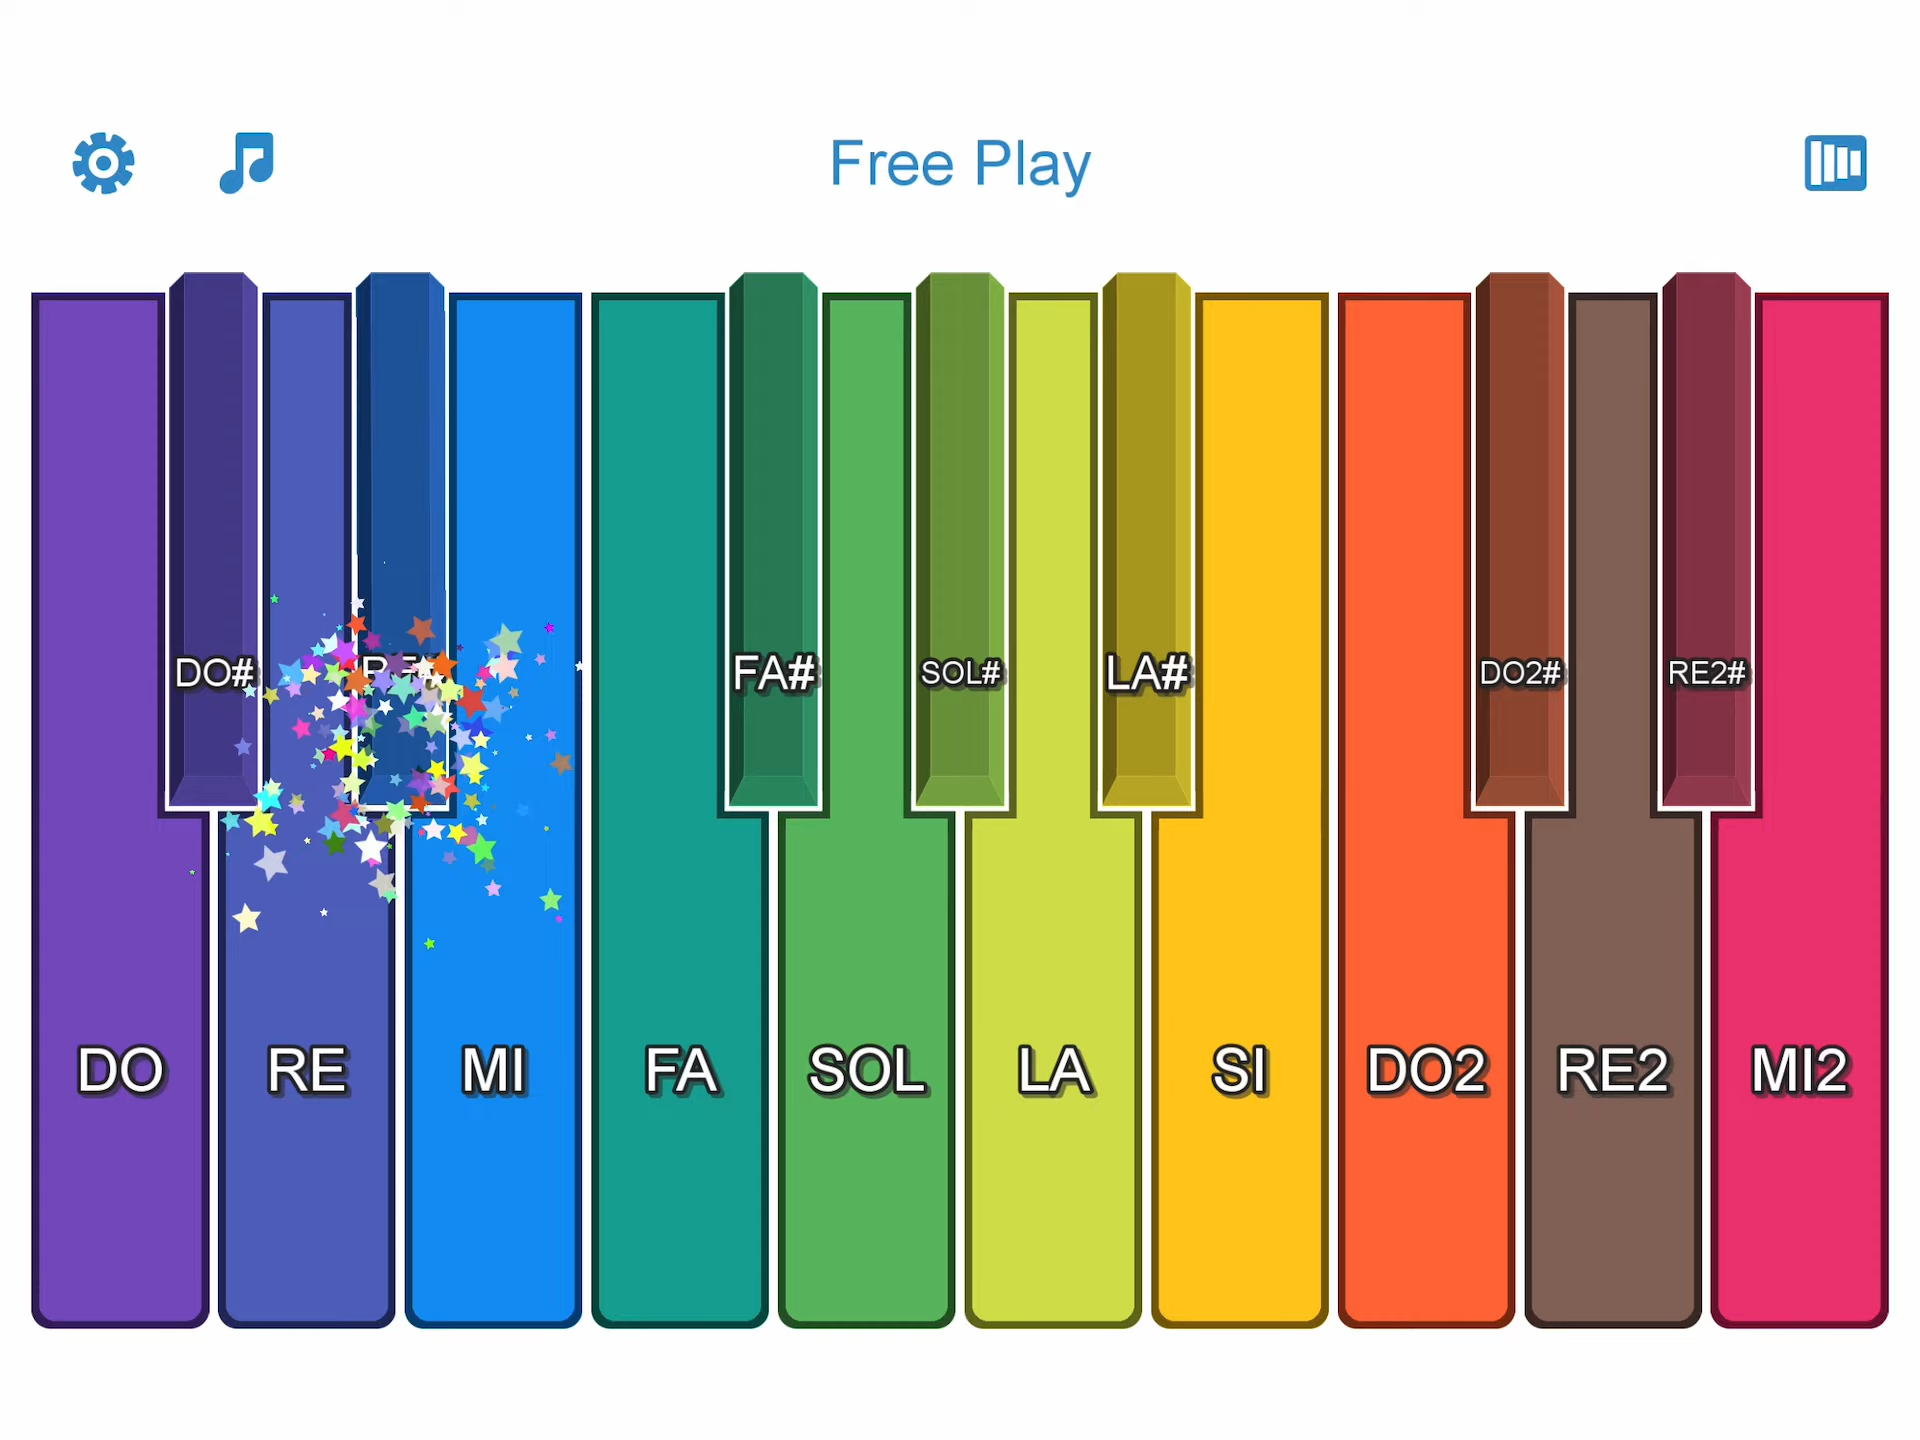 Free Play
DO# FA# SOL# LA# DO2# RE2#
DO RE MI FA SOL LA SI DO2 RE2 MI2